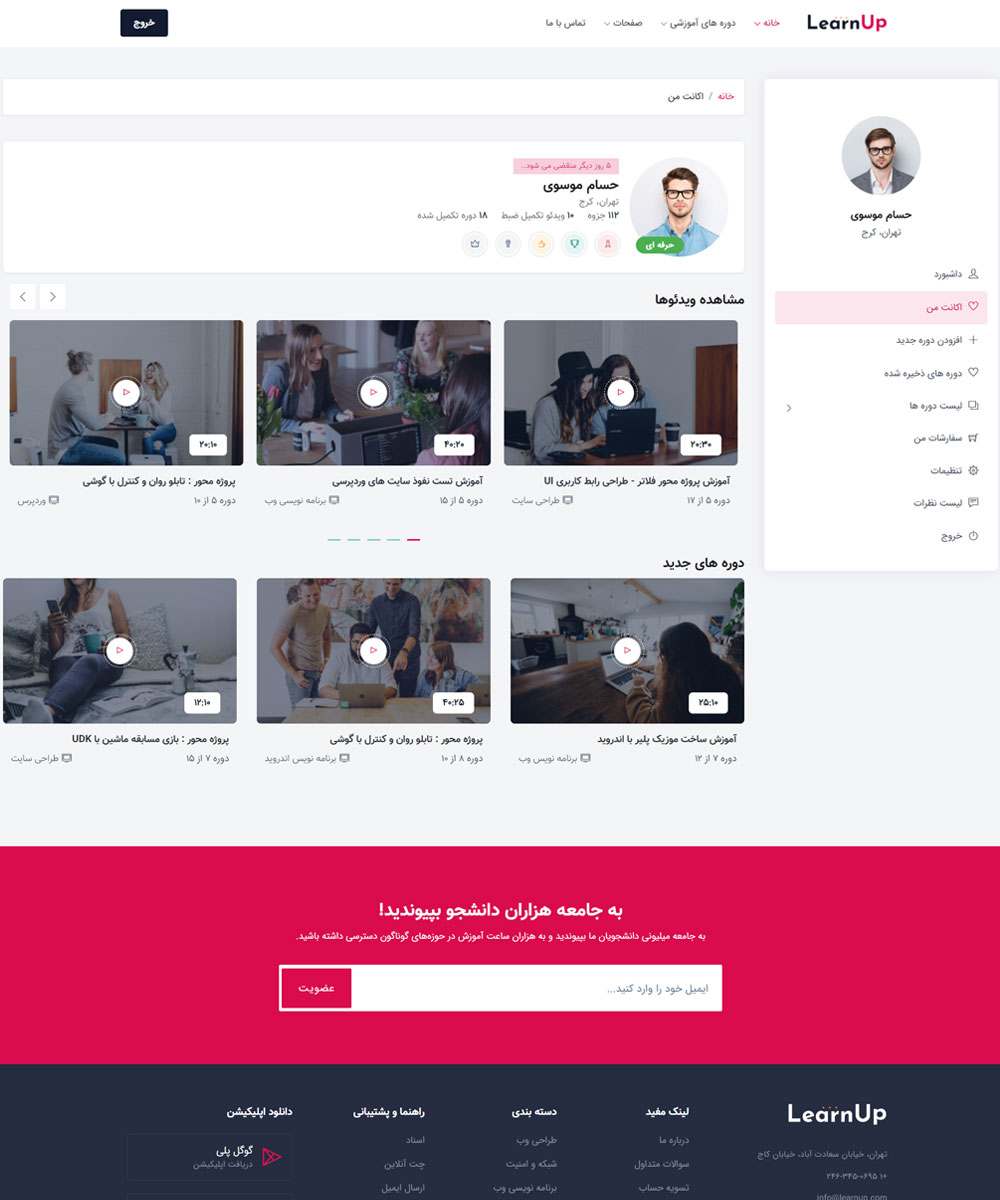 LearnUp
خانه
دوره های آموزشی
صفحات
تماس با ما
خروج
حسام موسوی
تهران، کرج
داشبورد
اکانت من
افزودن دوره جدید
دوره های ذخیره شده
لیست دوره ها
سفارشات من
تنظیمات
لیست نظرات
خروج
خانه / اکانت من
۵ روز دیگر منقضی می شود...
حسام موسوی
تهران، کرج
۱۱۲ جزوه ۱۰ ویدئو تکمیل ضبط ۱۸ دوره تکمیل شده
حرفه ای
مشاهده ویدئوها
۲۰:۳۰
آموزش پروژه محور فلاتر - طراحی رابط کاربری UI
دوره ۵ از ۱۷
طراحی سایت
۴۰:۲۰
آموزش تست نفوذ سایت های وردپرسی
دوره ۵ از ۱۵
برنامه نویسی وب
۲۰:۱۰
پروژه محور : تابلو روان و کنترل با گوشی
دوره ۵ از ۱۰
وردپرس
دوره های جدید
۲۵:۱۰
آموزش ساخت موزیک پلیر با اندروید
دوره ۷ از ۱۲
برنامه نویس وب
۴۰:۲۵
پروژه محور : تابلو روان و کنترل با گوشی
دوره ۸ از ۱۰
برنامه نویس اندروید
۱۲:۱۰
پروژه محور : بازی مسابقه ماشین با UDK
دوره ۷ از ۱۵
طراحی سایت
به جامعه هزاران دانشجو بپیوندید!
به جامعه میلیونی دانشجویان ما بپیوندید و به هزاران ساعت آموزش در حوزه‌های گوناگون دسترسی داشته باشید.
ایمیل خود را وارد کنید...
عضویت
LearnUp
تهران، خیابان سعادت آباد، خیابان کاج
۲۴۶-۳۴۵-۰۶۹۵ ۱+
info@learnup.com
لینک مفید
درباره ما
سوالات متداول
تسویه حساب
دسته بندی
طراحی وب
شبکه و امنیت
برنامه نویسی وب
راهنما و پشتیبانی
اسناد
چت آنلاین
ارسال ایمیل
دانلود اپلیکیشن
گوگل پلی
دریافت اپلیکیشن